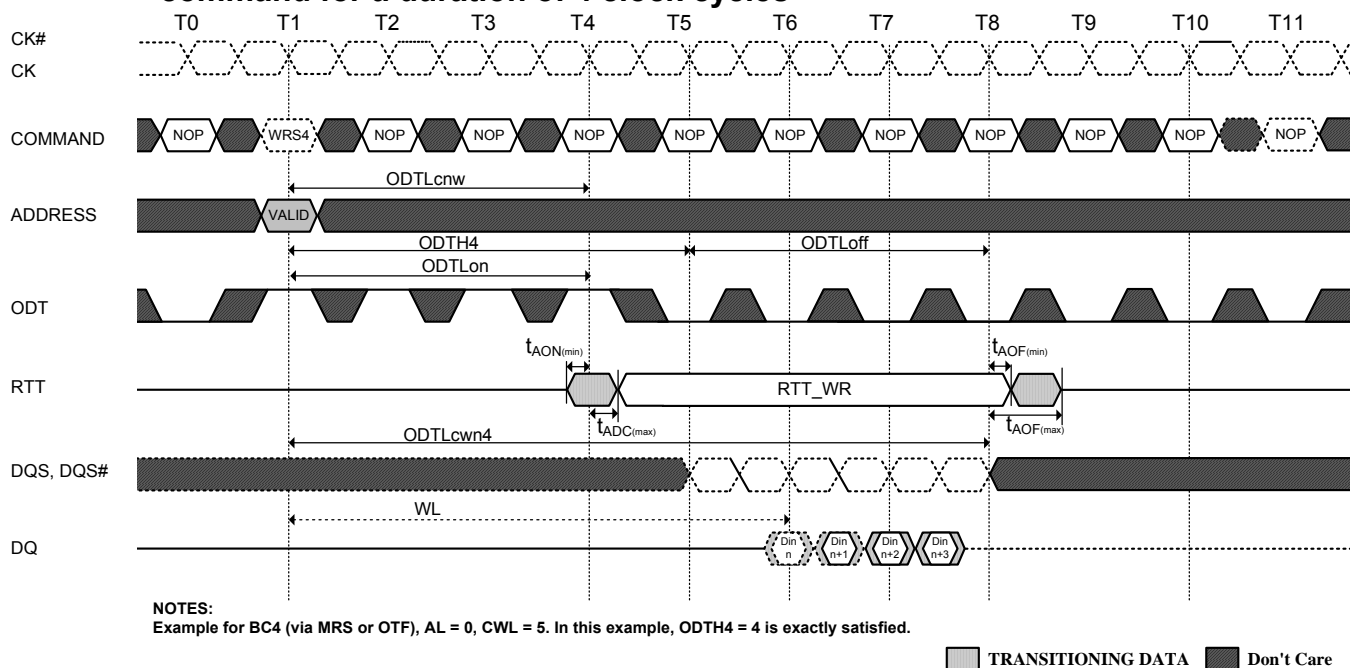 command for a duration of 4 clock cycles
T0 T1 T2 T3 T4 T5 T6 T7 T8 T9 T10 T11
CK#
CK
COMMAND NOP WRS4 NOP NOP NOP NOP NOP NOP NOP NOP NOP NOP
ODTLcnw
ADDRESS VALID
ODTH4 ODTLoff
ODTLon
ODT
tAON(min) tAOF(min)
RTT RTT_WR
tADC(max) tAOF(max)
ODTLcwn4
DQS, DQS#
WL
DQ Din n Din n+1 Din n+2 Din n+3
NOTES:
Example for BC4 (via MRS or OTF), AL = 0, CWL = 5. In this example, ODTH4 = 4 is exactly satisfied.
TRANSITIONING DATA Don't Care